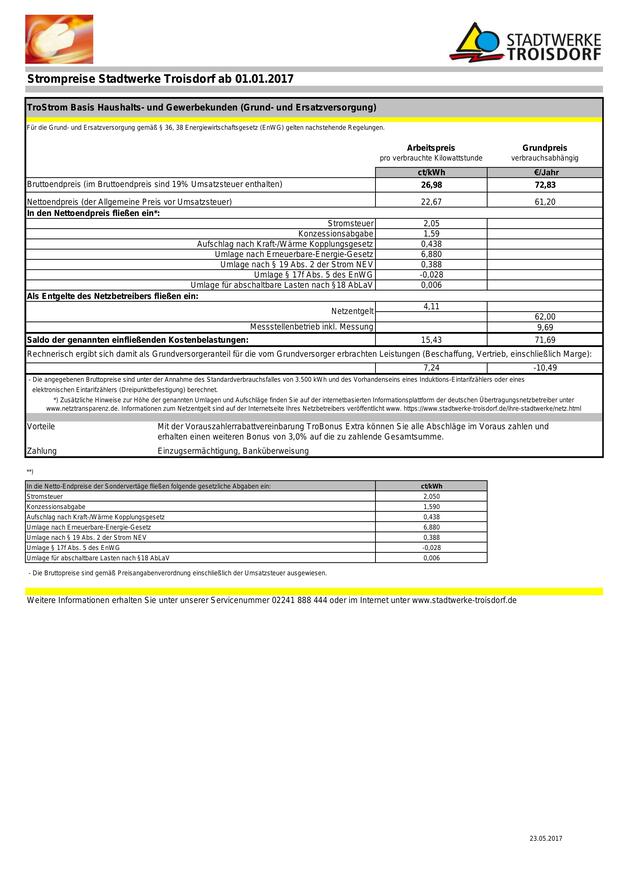 STADTWERKE
TROISDORF
Strompreise Stadtwerke Troisdorf ab 01.01.2017
TroStrom Basis Haushalts- und Gewerbekunden (Grund- und Ersatzversorgung)
Für die Grund- und Ersatzversorgung gemäß § 36, 38 Energiewirtschaftsgesetz (EnWG) gelten nachstehende Regelungen.
Arbeitspreis Grundpreis
pro verbrauchte Kilowattstunde verbrauchsabhängig
ct/kWh €/Jahr
Bruttoendpreis (im Bruttoendpreis sind 19% Umsatzsteuer enthalten) 26,98 72,83
Nettoendpreis (der Allgemeine Preis vor Umsatzsteuer) 22,67 61,20
In den Nettoendpreis fließen ein*:
Stromsteuer 2,05
Konzessionsabgabe 1,59
Aufschlag nach Kraft-/Wärme Kopplungsgesetz 0,438
Umlage nach Erneuerbare-Energie-Gesetz 6,880
Umlage nach § 19 Abs. 2 der Strom NEV 0,388
Umlage § 17f Abs. 5 des EnWG -0,028
Umlage für abschaltbare Lasten nach §18 AbLaV 0,006
Als Entgelte des Netzbetreibers fließen ein:
Netzentgelt 4,11
62,00
Messstellenbetrieb inkl. Messung 9,69
Saldo der genannten einfließenden Kostenbelastungen: 15,43 71,69
Rechnerisch ergibt sich damit als Grundversorgeranteil für die vom Grundversorger erbrachten Leistungen (Beschaffung, Vertrieb, einschließlich Marge):
7,24 -10,49
- Die angegebenen Bruttopreise sind unter der Annahme des Standardverbrauchsfalles von 3.500 kWh und des Vorhandenseins eines Induktions-Eintarifzählers oder eines
elektronischen Eintarifzählers (Dreipunktbefestigung) berechnet.
*) Zusätzliche Hinweise zur Höhe der genannten Umlagen und Aufschläge finden Sie auf der internetbasierten Informationsplattform der deutschen Übertragungsnetzbetreiber unter
www.netztransparenz.de. Informationen zum Netzentgelt sind auf der Internetseite Ihres Netzbetreibers veröffentlicht www. https://www.stadtwerke-troisdorf.de/ihre-stadtwerke/netz.html
Vorteile Mit der Vorauszahlerrabattvereinbarung TroBonus Extra können Sie alle Abschläge im Voraus zahlen und
erhalten einen weiteren Bonus von 3,0% auf die zu zahlende Gesamtsumme.
Zahlung Einzugsermächtigung, Banküberweisung
**)
In die Netto-Endpreise der Sonderverträge fließen folgende gesetzliche Abgaben ein: ct/kWh
Stromsteuer 2,050
Konzessionsabgabe 1,590
Aufschlag nach Kraft-/Wärme Kopplungsgesetz 0,438
Umlage nach Erneuerbare-Energie-Gesetz 6,880
Umlage nach § 19 Abs. 2 der Strom NEV 0,388
Umlage § 17f Abs. 5 des EnWG -0,028
Umlage für abschaltbare Lasten nach §18 AbLaV 0,006
- Die Bruttopreise sind gemäß Preisangabenverordnung einschließlich der Umsatzsteuer ausgewiesen.
Weitere Informationen erhalten Sie unter unserer Servicenummer 02241 888 444 oder im Internet unter www.stadtwerke-troisdorf.de
23.05.2017